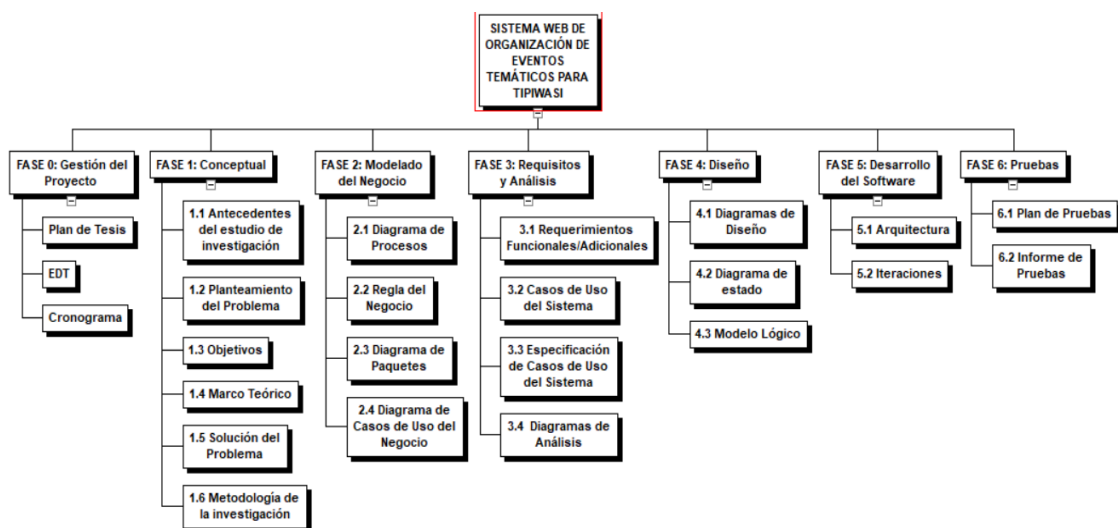 SISTEMA WEB DE
ORGANIZACIÓN DE
EVENTOS
TEMÁTICOS PARA
TIPIWASI
FASE 0: Gestión del
Proyecto
Plan de Tesis
EDT
Cronograma
FASE 1: Conceptual
1.1 Antecedentes
del estudio de
investigación
1.2 Planteamiento
del Problema
1.3 Objetivos
1.4 Marco Teórico
1.5 Solución del
Problema
1.6 Metodología de
la investigación
FASE 2: Modelado
del Negocio
2.1 Diagrama de
Procesos
2.2 Regla del
Negocio
2.3 Diagrama de
Paquetes
2.4 Diagrama de
Casos de Uso del
Negocio
FASE 3: Requisitos
y Análisis
3.1 Requerimientos
Funcionales/Adicionales
3.2 Casos de Uso
del Sistema
3.3 Especificación
de Casos de Uso
del Sistema
3.4 Diagramas de
Análisis
FASE 4: Diseño
4.1 Diagramas de
Diseño
4.2 Diagrama de
estado
4.3 Modelo Lógico
FASE 5: Desarrollo
del Software
5.1 Arquitectura
5.2 Iteraciones
FASE 6: Pruebas
6.1 Plan de Pruebas
6.2 Informe de
Pruebas